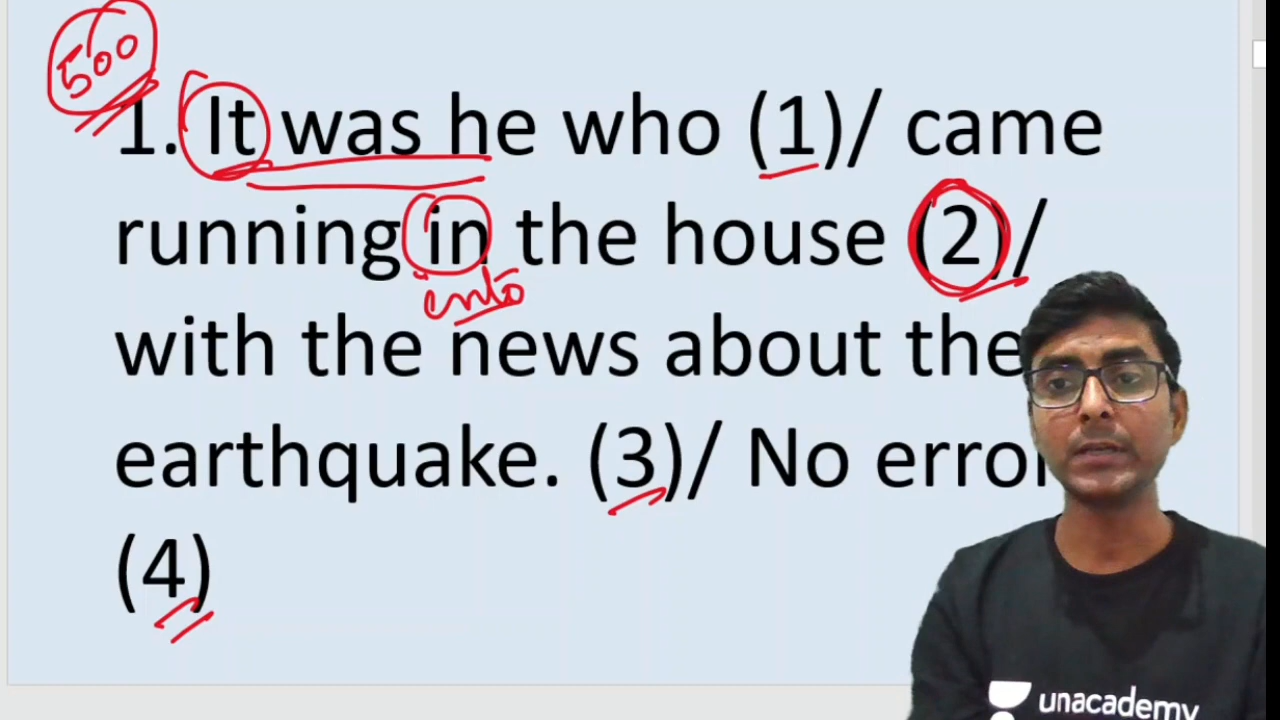 500
1. It was he who (1)/ came
running in the house (2)/
into
with the news about the
earthquake. (3)/ No error
(4)
unacademy